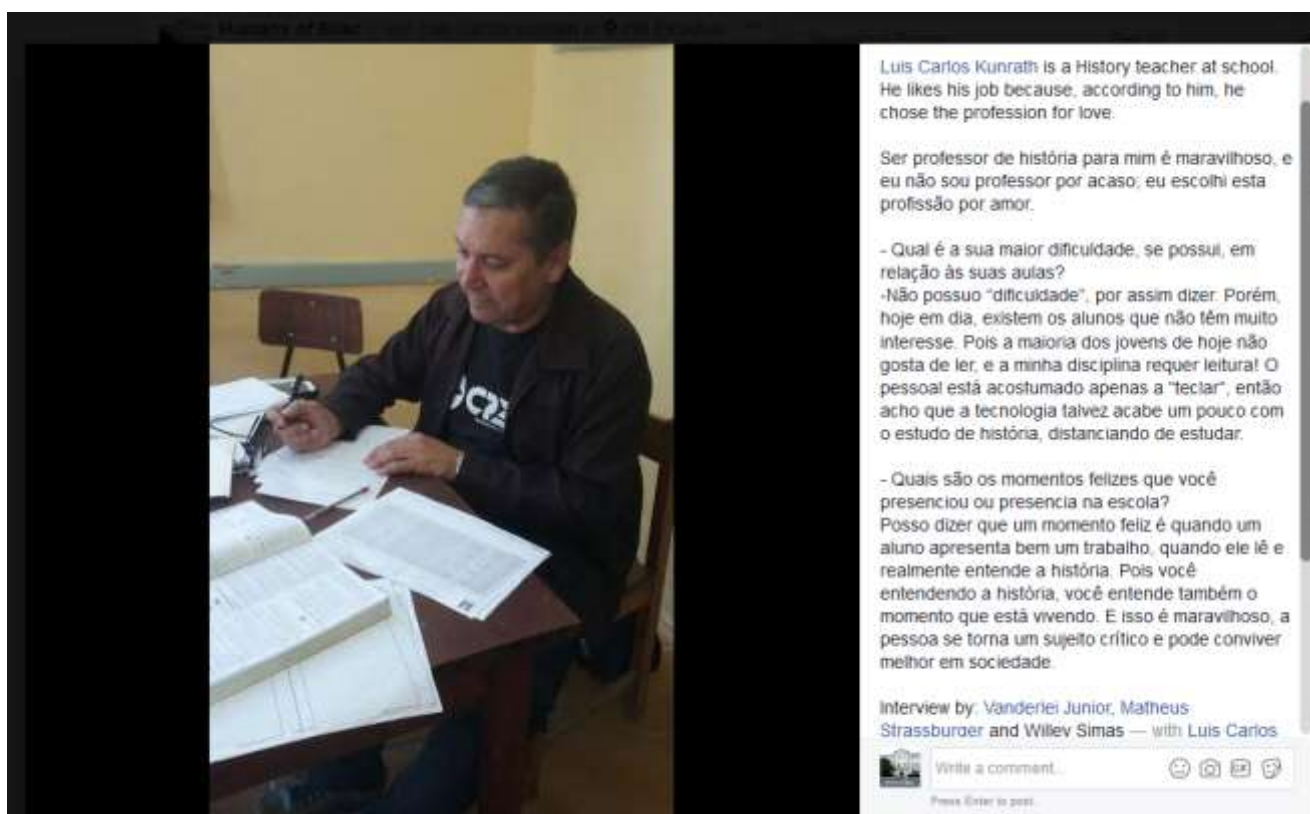 Luis Carlos Kunrath is a History teacher at school.
He likes his job because, according to him, he
chose the profession for love.
Ser professor de história para mim é maravilhoso, e
eu não sou professor por acaso; eu escolhi esta
profissão por amor.
- Qual é a sua maior dificuldade, se possui, em
relação às suas aulas?
-Não possuo "dificuldade", por assim dizer. Porém,
hoje em dia, existem os alunos que não têm muito
interesse. Pois a maioria dos jovens de hoje não
gosta de ler, e a minha disciplina requer leitura! O
pessoal está acostumado apenas a "teclar", então
acho que a tecnologia talvez acabe um pouco com
o estudo de história, distanciando de estudar.
- Quais são os momentos felizes que você
presenciou ou presencia na escola?
Posso dizer que um momento feliz é quando um
aluno apresenta bem um trabalho, quando ele lê e
realmente entende a história. Pois você
entendendo a história, você entende também o
momento que está vivendo. E isso é maravilhoso, a
pessoa se torna um sujeito crítico e pode conviver
melhor em sociedade.
Interview by: Vanderlei Junior, Matheus
Strassburger and Willey Simas — with Luis Carlos
Write a comment...
Press Enter to post.